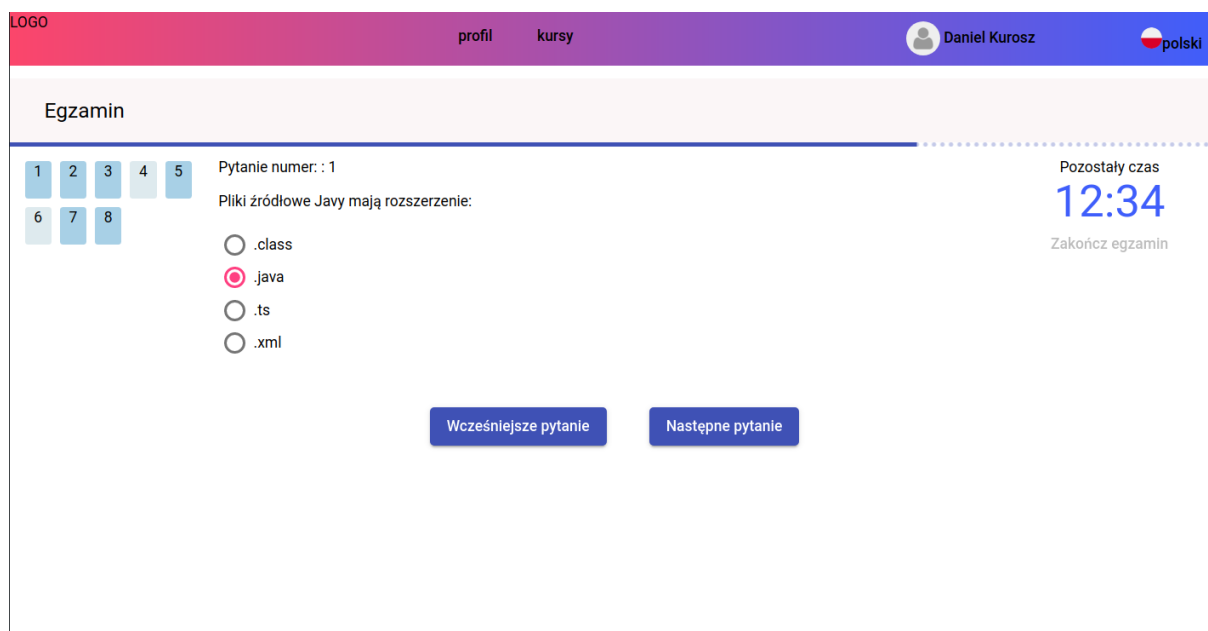 LOGO
profil kursy
Daniel Kurosz
polski
Egzamin
1 2 3 4 5
6 7 8
Pytanie numer: : 1
Pliki źródłowe Javy mają rozszerzenie:
.class
.java
.ts
.xml
Wcześniejsze pytanie Następne pytanie
Pozostały czas
12:34
Zakończ egzamin